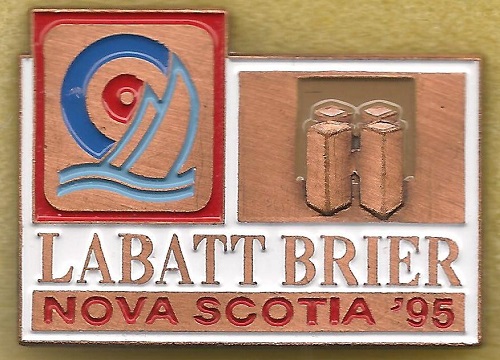 LABATT BRIER
NOVA SCOTIA '95